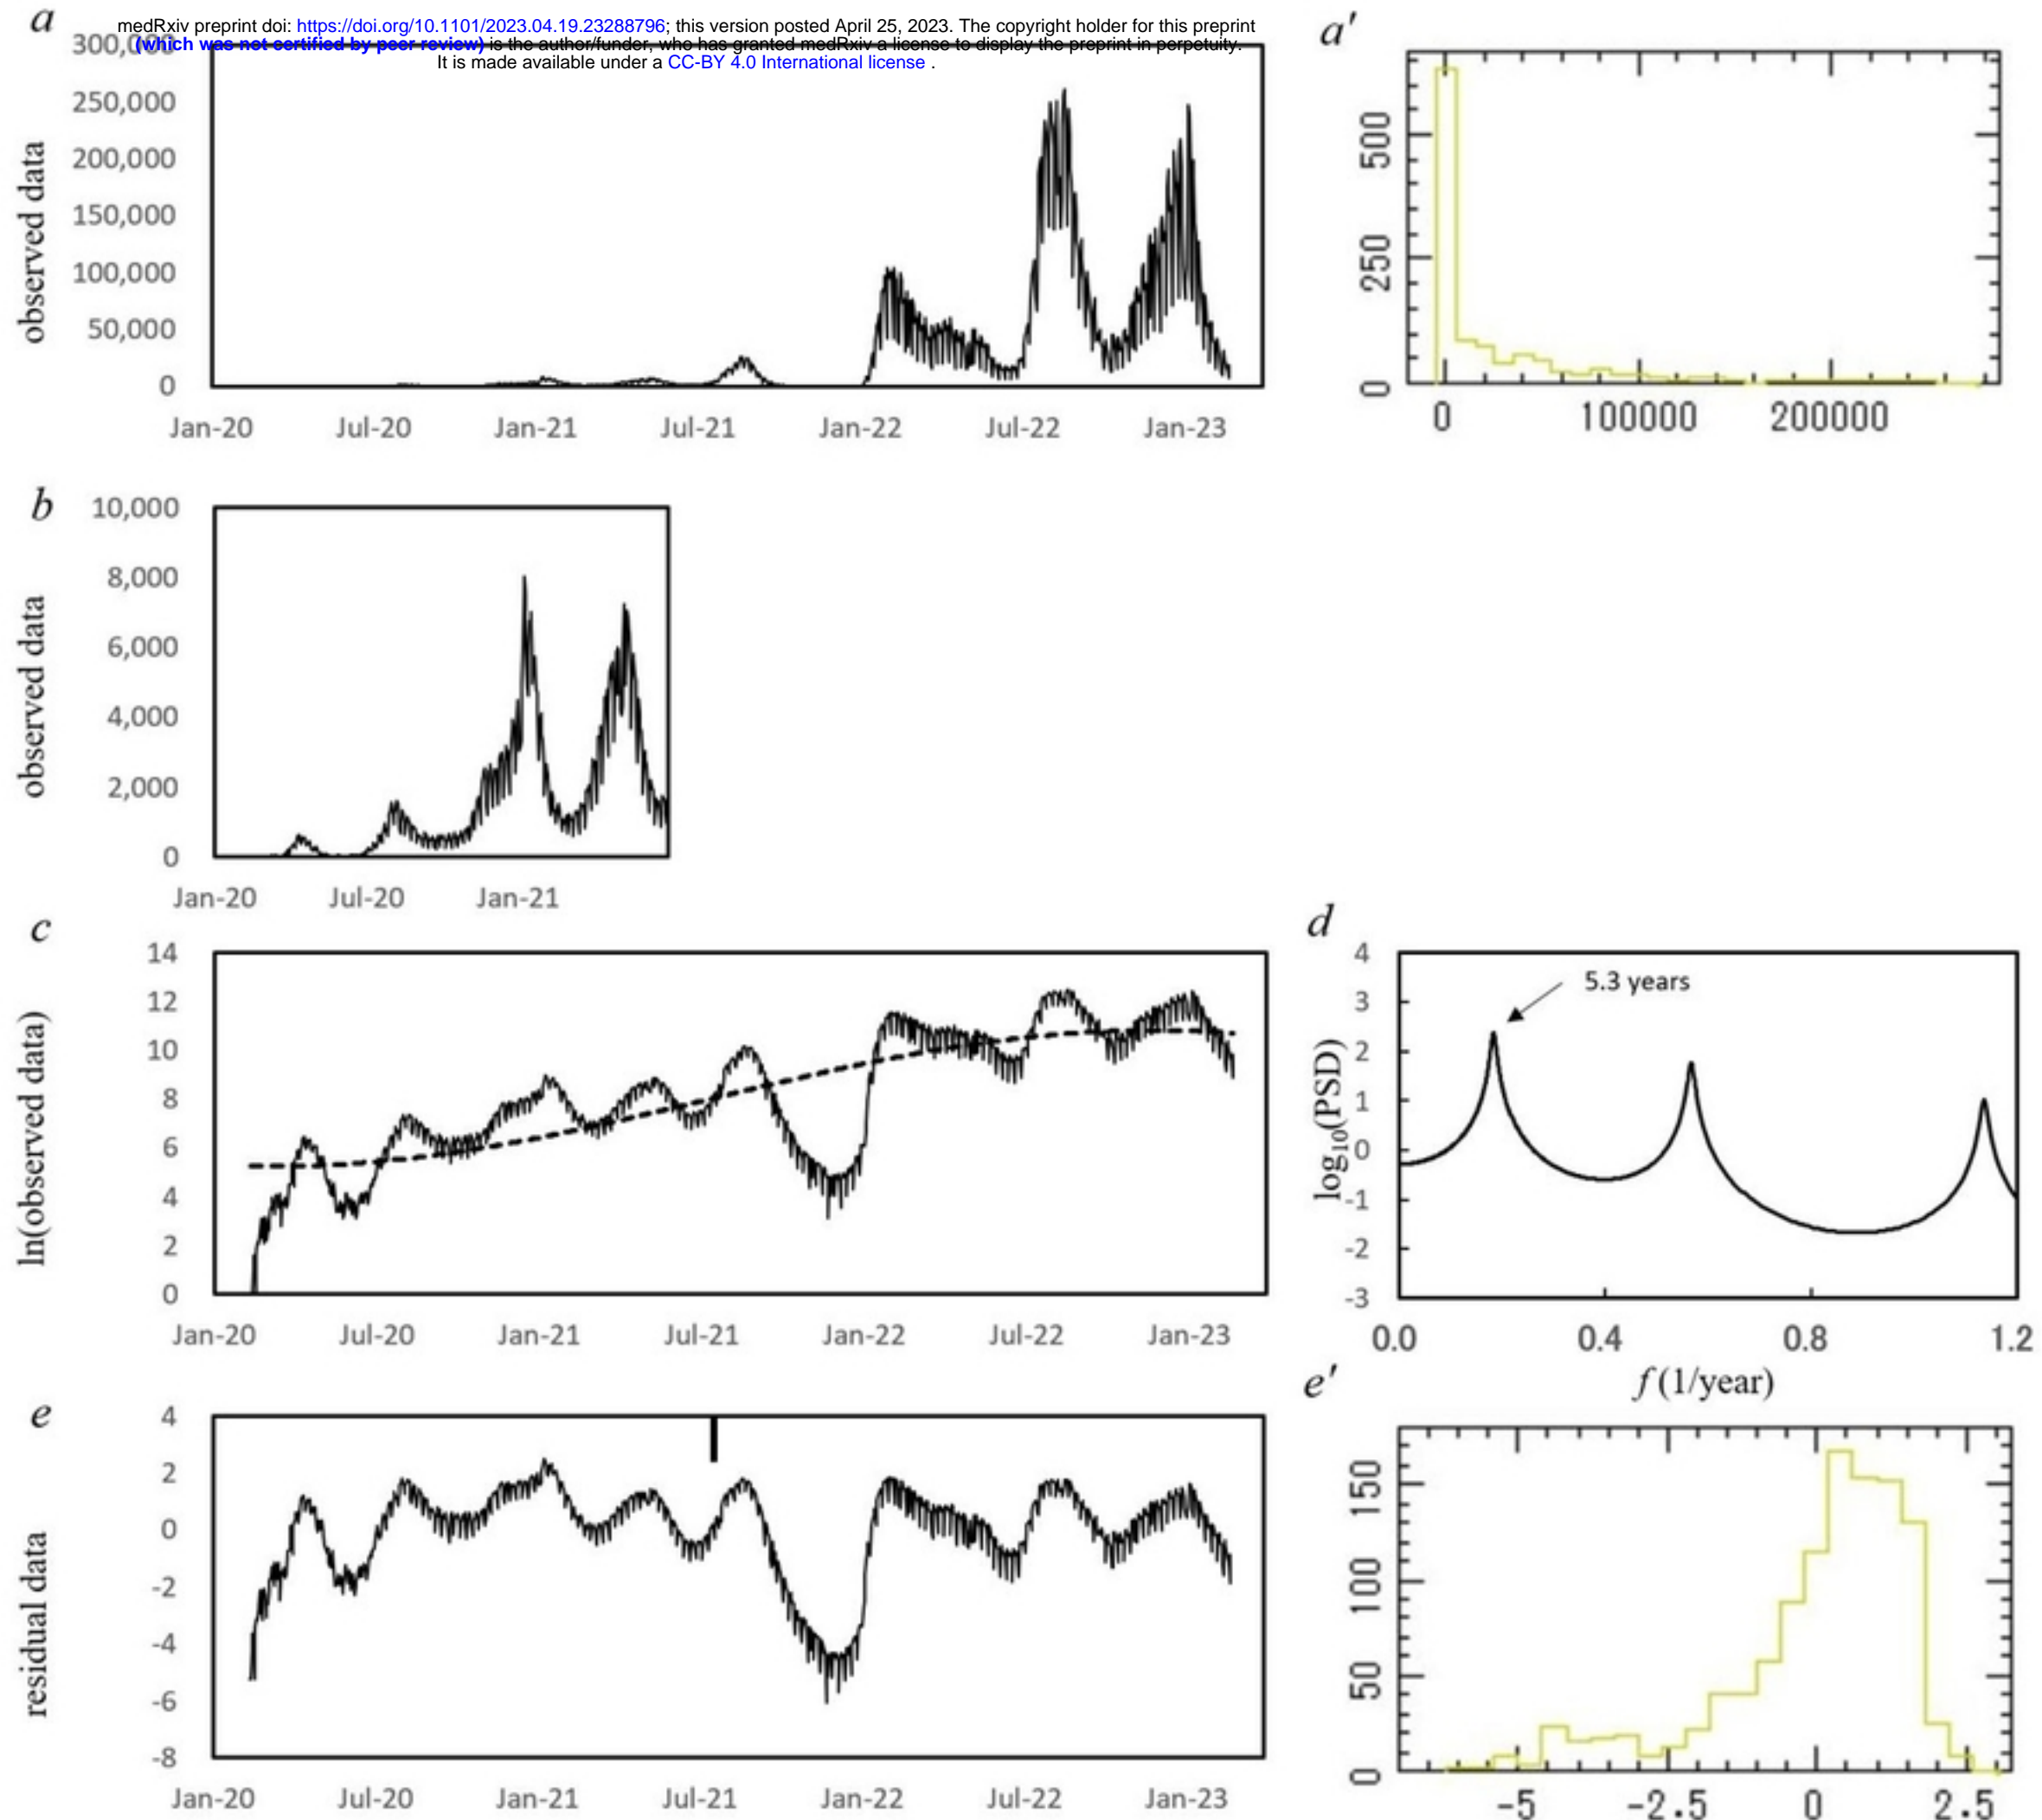 medRxiv preprint doi: https://doi.org/10.1101/2023.04.19.23288796; this version posted April 25, 2023. The copyright holder for this preprint
(which was not certified by peer review) is the author/funder, who has granted medRxiv a license to display the preprint in perpetuity.
It is made available under a CC-BY 4.0 International license .
a
300,000
250,000
200,000
150,000
100,000
50,000
0
observed data
Jan-20 Jul-20 Jan-21 Jul-21 Jan-22 Jul-22 Jan-23
a'
500
250
0
0 100000 200000
b
10,000
8,000
6,000
4,000
2,000
0
observed data
Jan-20 Jul-20 Jan-21
c
14
12
10
8
6
4
2
0
ln(observed data)
Jan-20 Jul-20 Jan-21 Jul-21 Jan-22 Jul-22 Jan-23
d
4
3
2
1
0
-1
-2
-3
log10(PSD)
5.3 years
0.0 0.4 0.8 1.2
f (1/year)
e
4
2
0
-2
-4
-6
-8
residual data
Jan-20 Jul-20 Jan-21 Jul-21 Jan-22 Jul-22 Jan-23
e'
150
100
50
0
-5 -2.5 0 2.5